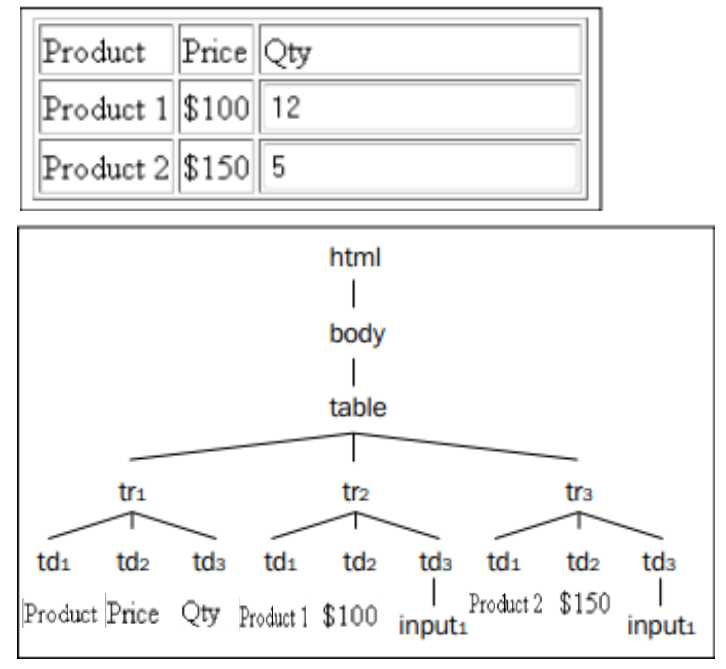 Product Price Qty
Product 1 $100 12
Product 2 $150 5
html
body
table
tr1 tr2 tr3
td1 td2 td3 td1 td2 td3 td1 td2 td3
Product Price Qty Product 1 $100 input1 Product 2 $150 input1